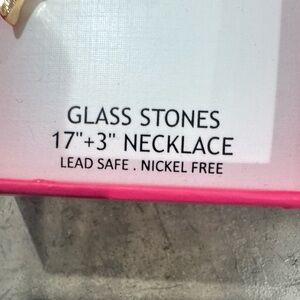 GLASS STONES
17"+3" NECKLACE
LEAD SAFE . NICKEL FREE